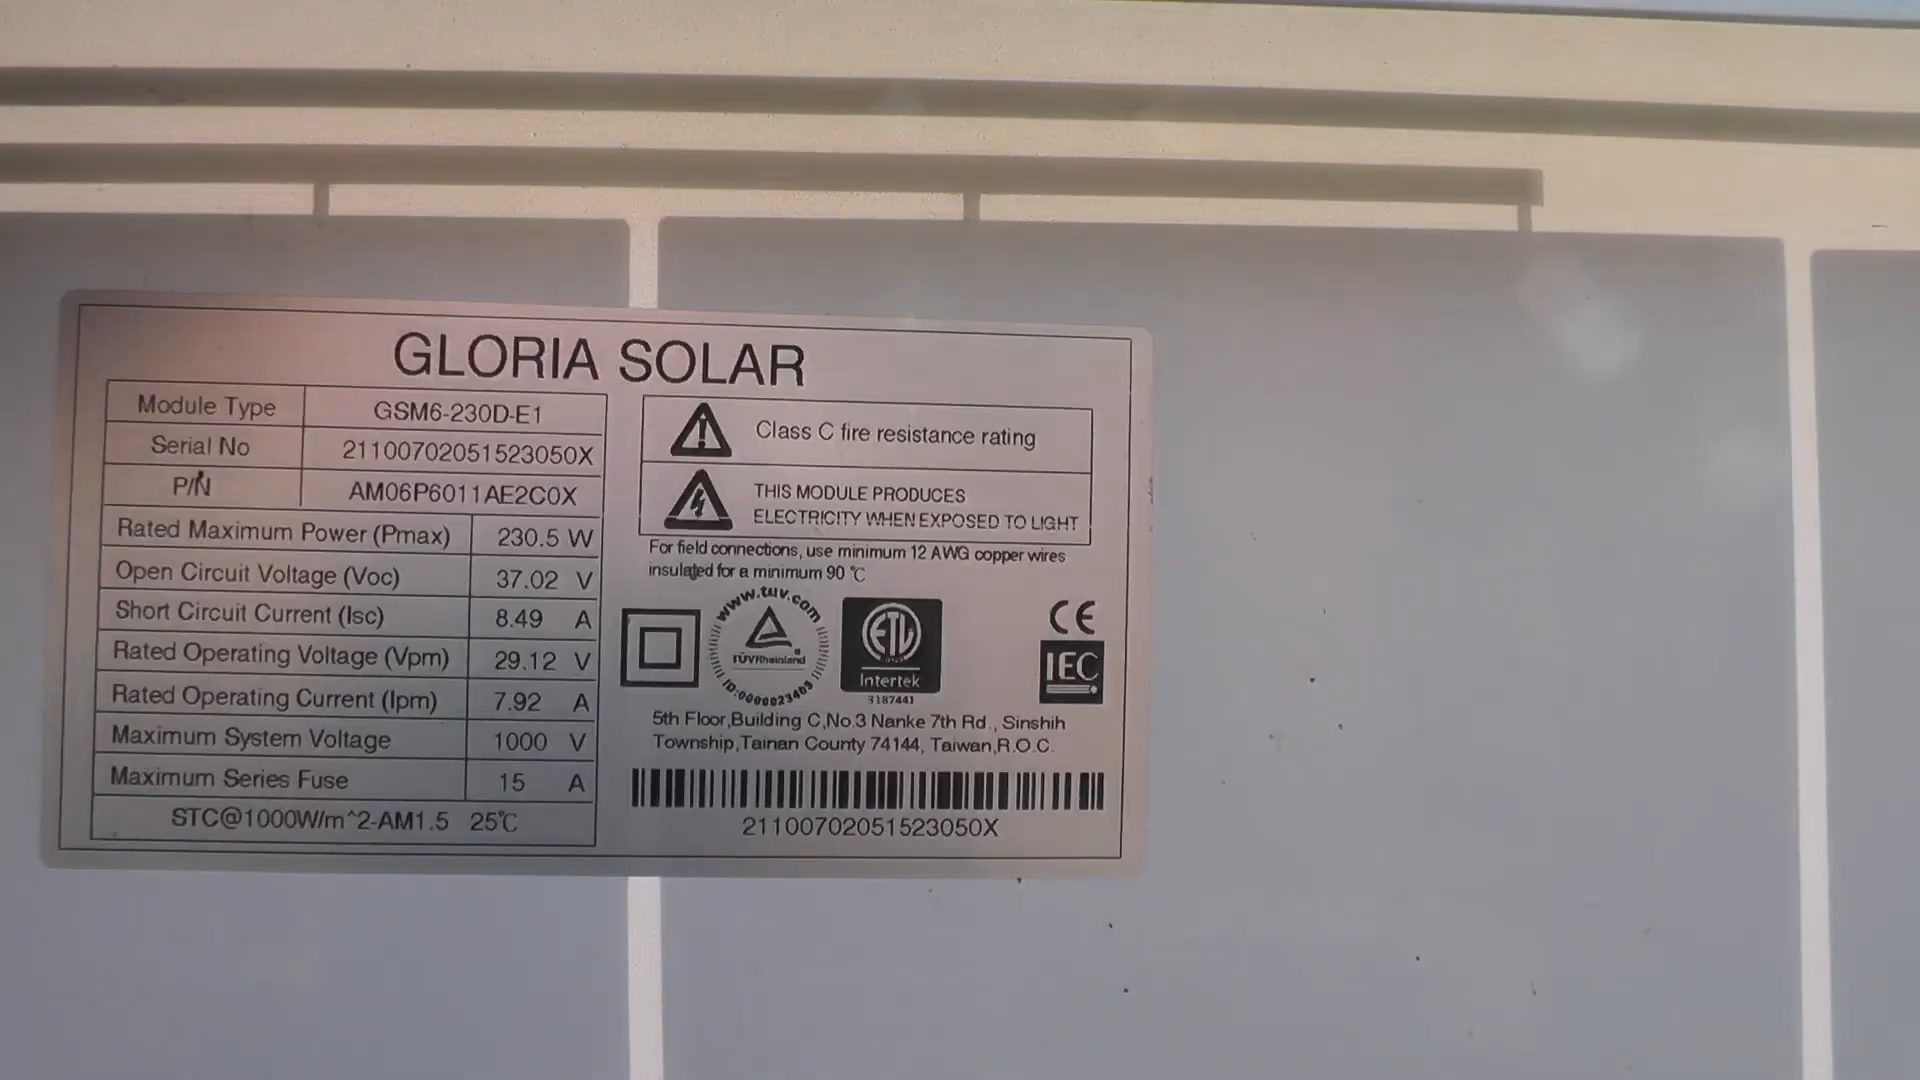 GLORIA SOLAR
Module Type GSM6-230D-E1
Serial No 21100702051523050X
P/N AM06P6011AE2C0X
Rated Maximum Power (Pmax) 230.5 W
Open Circuit Voltage (Voc) 37.02 V
Short Circuit Current (Isc) 8.49 A
Rated Operating Voltage (Vpm) 29.12 V
Rated Operating Current (Ipm) 7.92 A
Maximum System Voltage 1000 V
Maximum Series Fuse 15 A
STC@1000W/m^2-AM1.5 25℃
Class C fire resistance rating
THIS MODULE PRODUCES
ELECTRICITY WHEN EXPOSED TO LIGHT
For field connections, use minimum 12 AWG copper wires
insulated for a minimum 90 ℃
www.tuv.com
TÜVRheinland
ID:0000023403
ETL
Intertek
3187441
CE
IEC
5th Floor,Building C,No.3 Nanke 7th Rd., Sinshih
Township,Tainan County 74144, Taiwan,R.O.C.
21100702051523050X